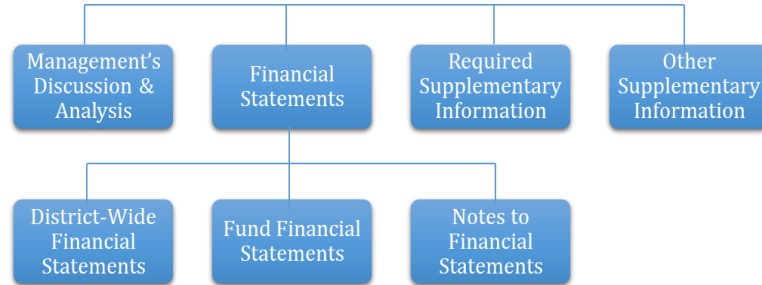 Management's
Discussion &
Analysis
Financial
Statements
Required
Supplementary
Information
Other
Supplementary
Information
District-Wide
Financial
Statements
Fund Financial
Statements
Notes to
Financial
Statements